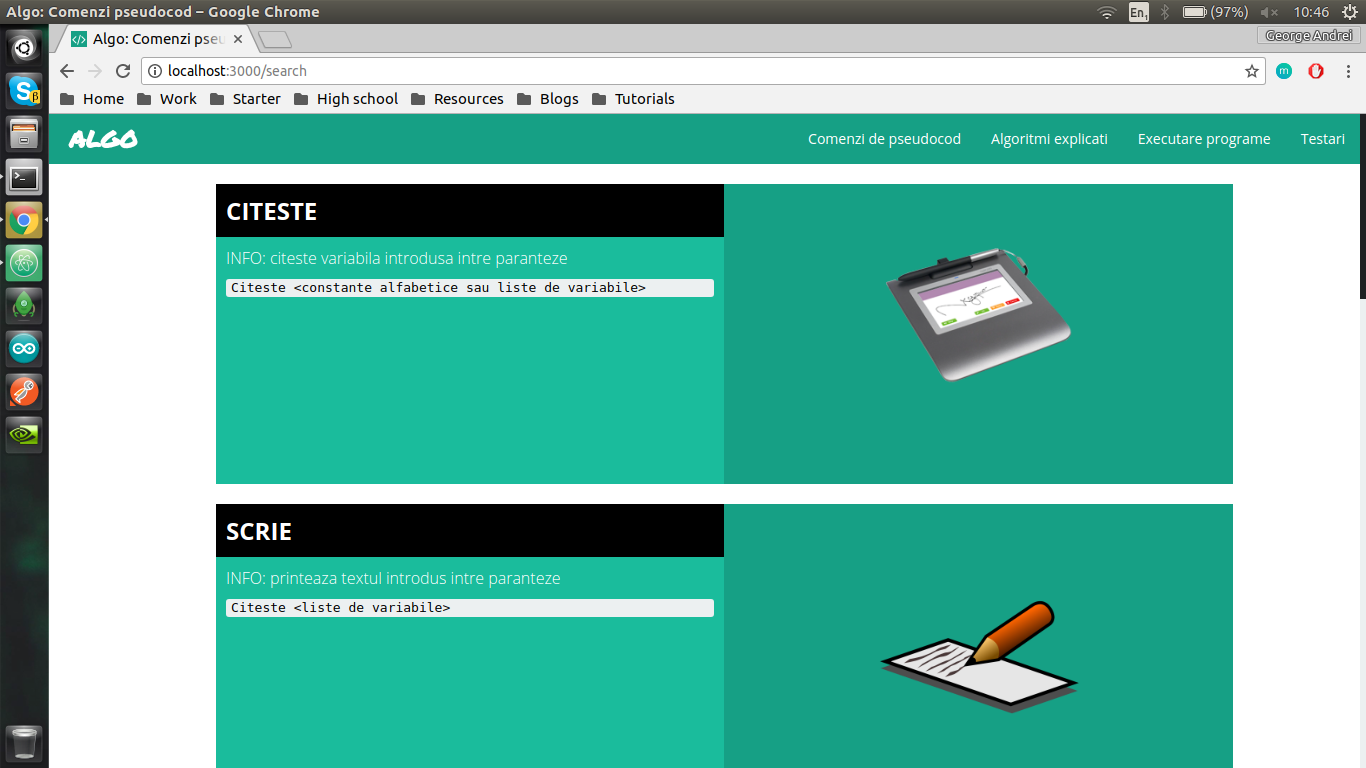 Algo: Comenzi pseudocod – Google Chrome
En1
(97%)
10:46
Algo: Comenzi pseu
George Andrei
localhost:3000/search
m
Home
Work
Starter
High school
Resources
Blogs
Tutorials
ALGO
Comenzi de pseudocod
Algoritmi explicati
Executare programe
Testari
CITESTE
INFO: citeste variabila introdusa intre paranteze
Citeste <constante alfabetice sau liste de variabile>
SCRIE
INFO: printeaza textul introdus intre paranteze
Citeste <liste de variabile>